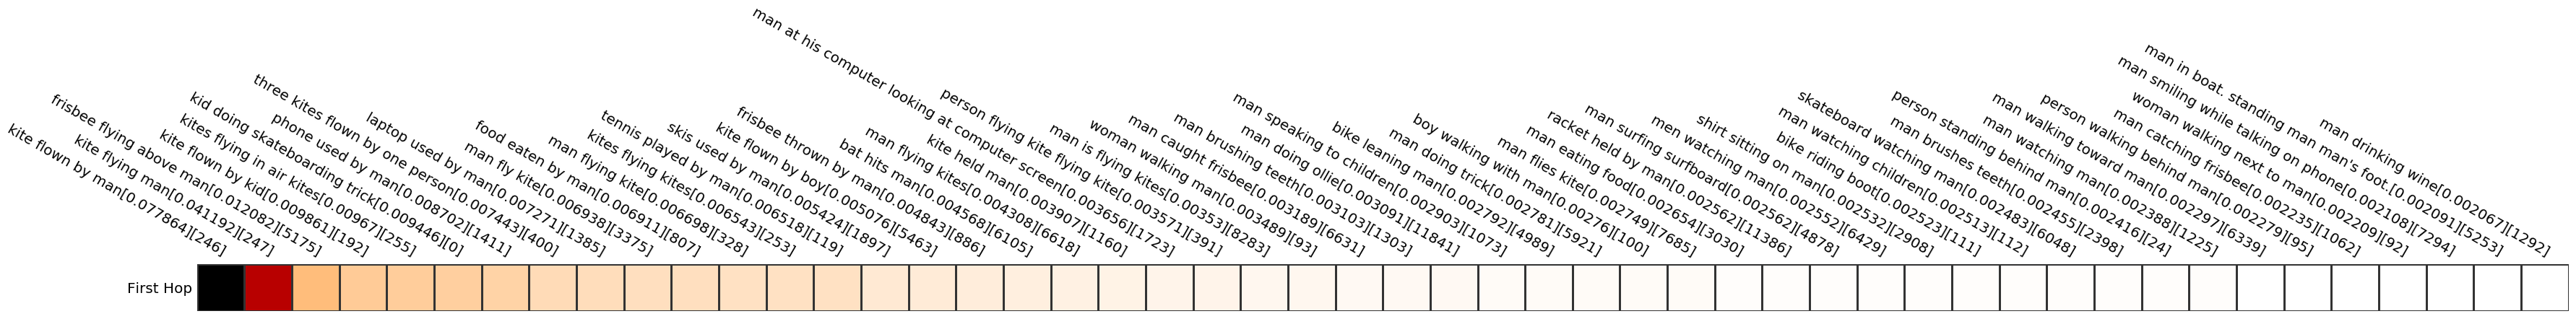 kite flown by man[0.077864][246]
kite flying man[0.041192][247]
frisbee flying above man[0.012082][5175]
kite flown by kid[0.00961][192]
kites flying in air kites[0.00967][255]
kid doing skateboarding trick[0.009446][0]
phone used by man[0.008702][1411]
three kites flown by one person[0.007443][400]
laptop used by man[0.007271][1385]
man fly kite[0.006938][3375]
food eaten by man[0.006911][807]
man flying kite[0.006698][328]
kites flying kites[0.006543][253]
tennis played by man[0.006518][119]
skis used by man[0.005424][1897]
kite flown by boy[0.005076][5463]
frisbee thrown by man[0.004843][886]
bat hits man[0.004568][6105]
man flying kites[0.004308][6618]
kite held man[0.003907][1160]
man at his computer looking at computer screen[0.003656][1723]
person flying kite flying kite[0.003571][391]
man is flying kites[0.00353][8283]
woman walking man[0.003489][93]
man caught frisbee[0.003189][6631]
man brushing teeth[0.003103][1303]
man doing ollie[0.003091][11841]
man speaking to children[0.002903][1073]
bike leaning man[0.002792][4989]
man doing trick[0.002781][5921]
boy walking with man[0.002776][100]
man flies kite[0.002749][7685]
man eating food[0.002654][3030]
racket held by man[0.002562][11386]
man surfing surfboard[0.002562][4878]
men watching man[0.002552][6429]
shirt sitting on man[0.002532][2908]
bike riding boot[0.002523][111]
man watching children[0.002513][112]
skateboard watching man[0.002483][6048]
man brushes teeth[0.002455][2398]
person standing behind man[0.002416][24]
man watching man[0.002388][1225]
man walking toward man[0.002297][6339]
person walking behind man[0.002279][95]
man catching frisbee[0.002235][1062]
woman walking next to man[0.002209][92]
man smiling while talking on phone[0.002108][7294]
man in boat. standing man man's foot.[0.002091][5253]
man drinking wine[0.002067][1292]
First Hop